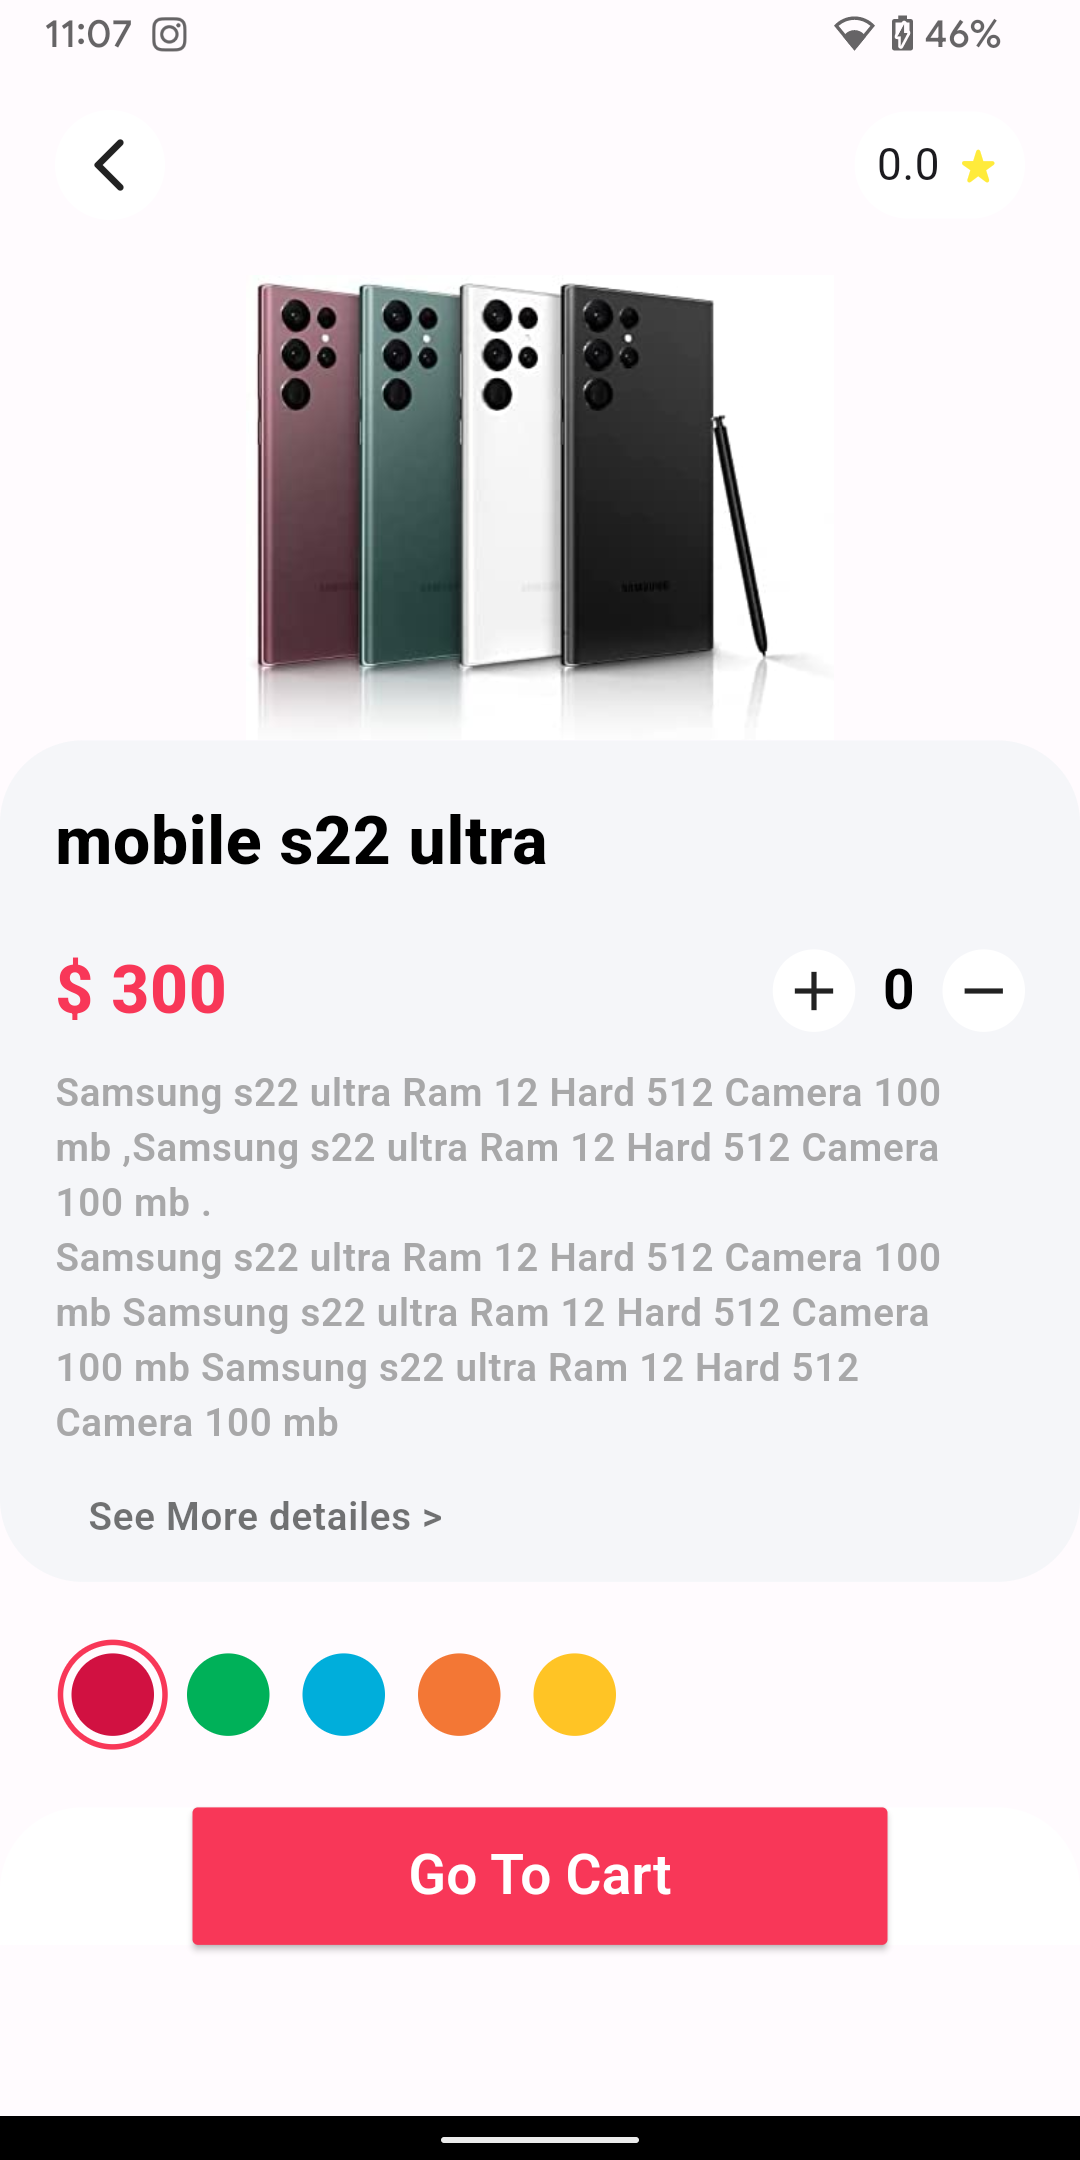 11:07
46%
0.0
SAMSUNG
mobile s22 ultra
$ 300
0
Samsung s22 ultra Ram 12 Hard 512 Camera 100
mb ,Samsung s22 ultra Ram 12 Hard 512 Camera
100 mb .
Samsung s22 ultra Ram 12 Hard 512 Camera 100
mb Samsung s22 ultra Ram 12 Hard 512 Camera
100 mb Samsung s22 ultra Ram 12 Hard 512
Camera 100 mb
See More detailes >
Go To Cart